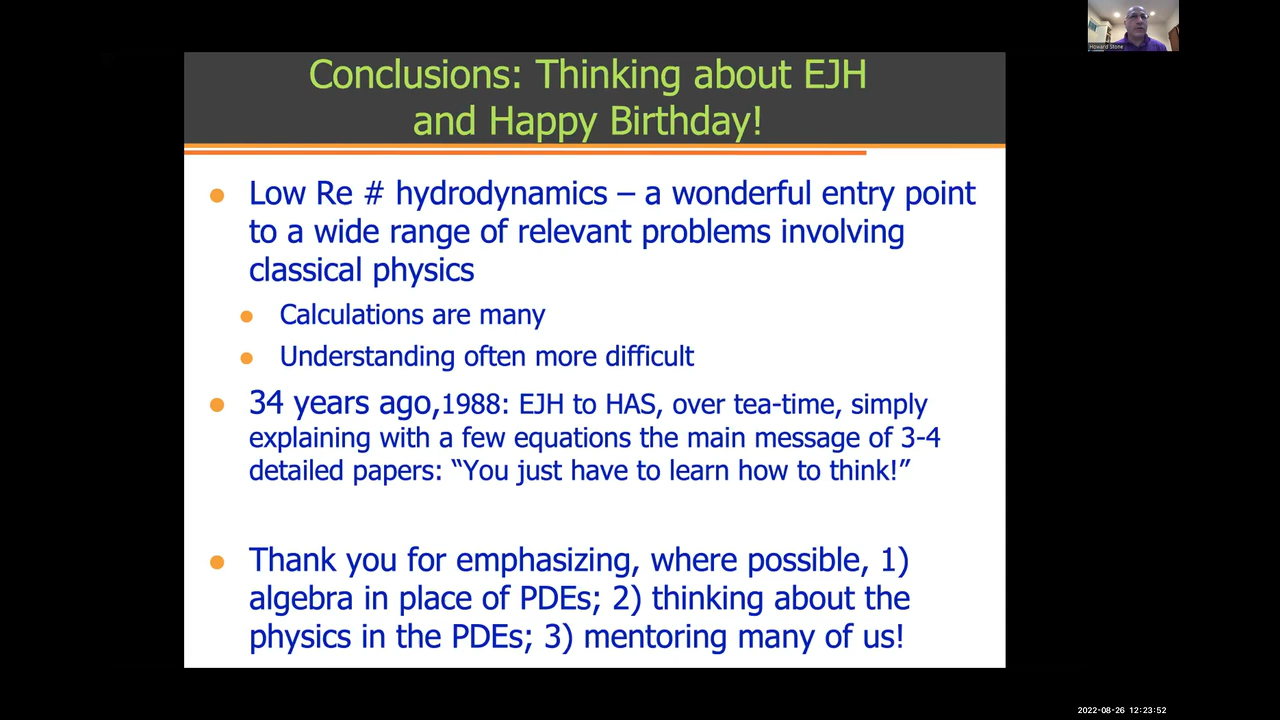 Howard Stone
Conclusions: Thinking about EJH
and Happy Birthday!
Low Re # hydrodynamics – a wonderful entry point
to a wide range of relevant problems involving
classical physics
Calculations are many
Understanding often more difficult
34 years ago,1988: EJH to HAS, over tea-time, simply
explaining with a few equations the main message of 3-4
detailed papers: “You just have to learn how to think!”
Thank you for emphasizing, where possible, 1)
algebra in place of PDEs; 2) thinking about the
physics in the PDEs; 3) mentoring many of us!
2022-08-26 12:23:52